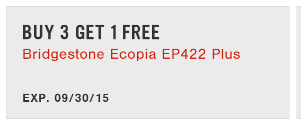 BUY 3 GET 1 FREE
Bridgestone Ecopia EP422 Plus
EXP. 09/30/15